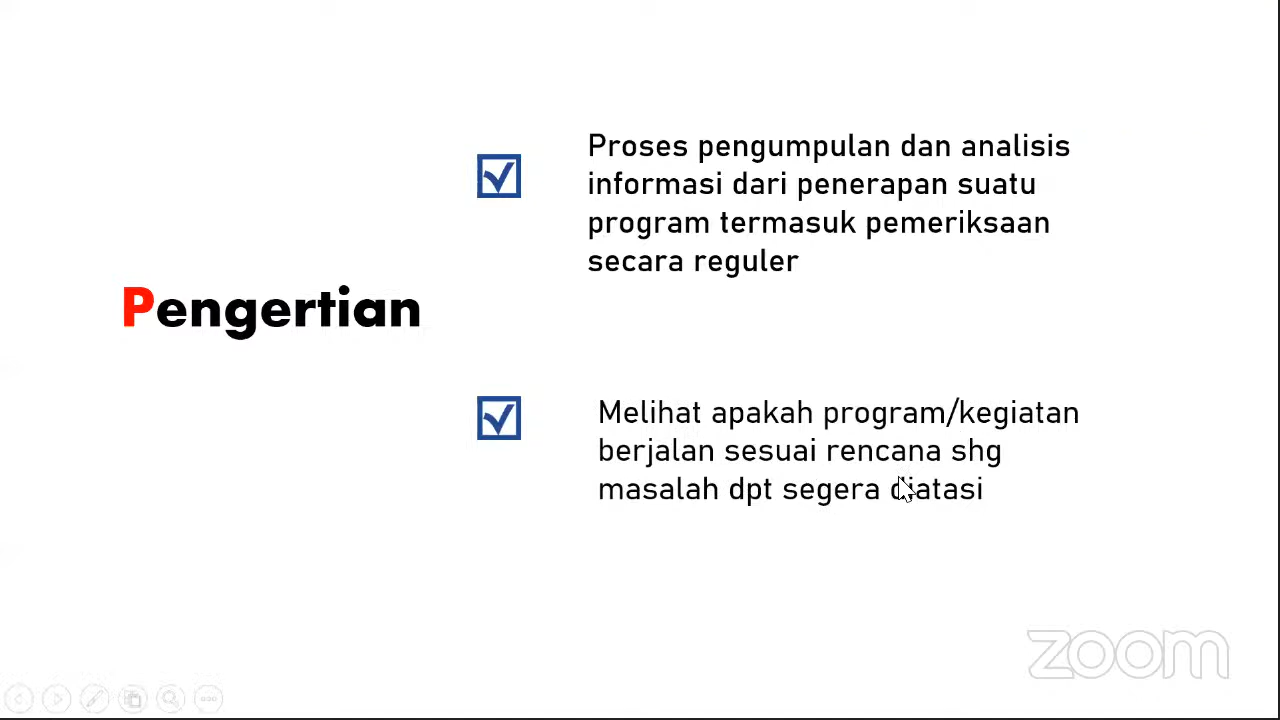 Pengertian
Proses pengumpulan dan analisis
informasi dari penerapan suatu
program termasuk pemeriksaan
secara reguler
Melihat apakah program/kegiatan
berjalan sesuai rencana shg
masalah dpt segera diatasi
zoom